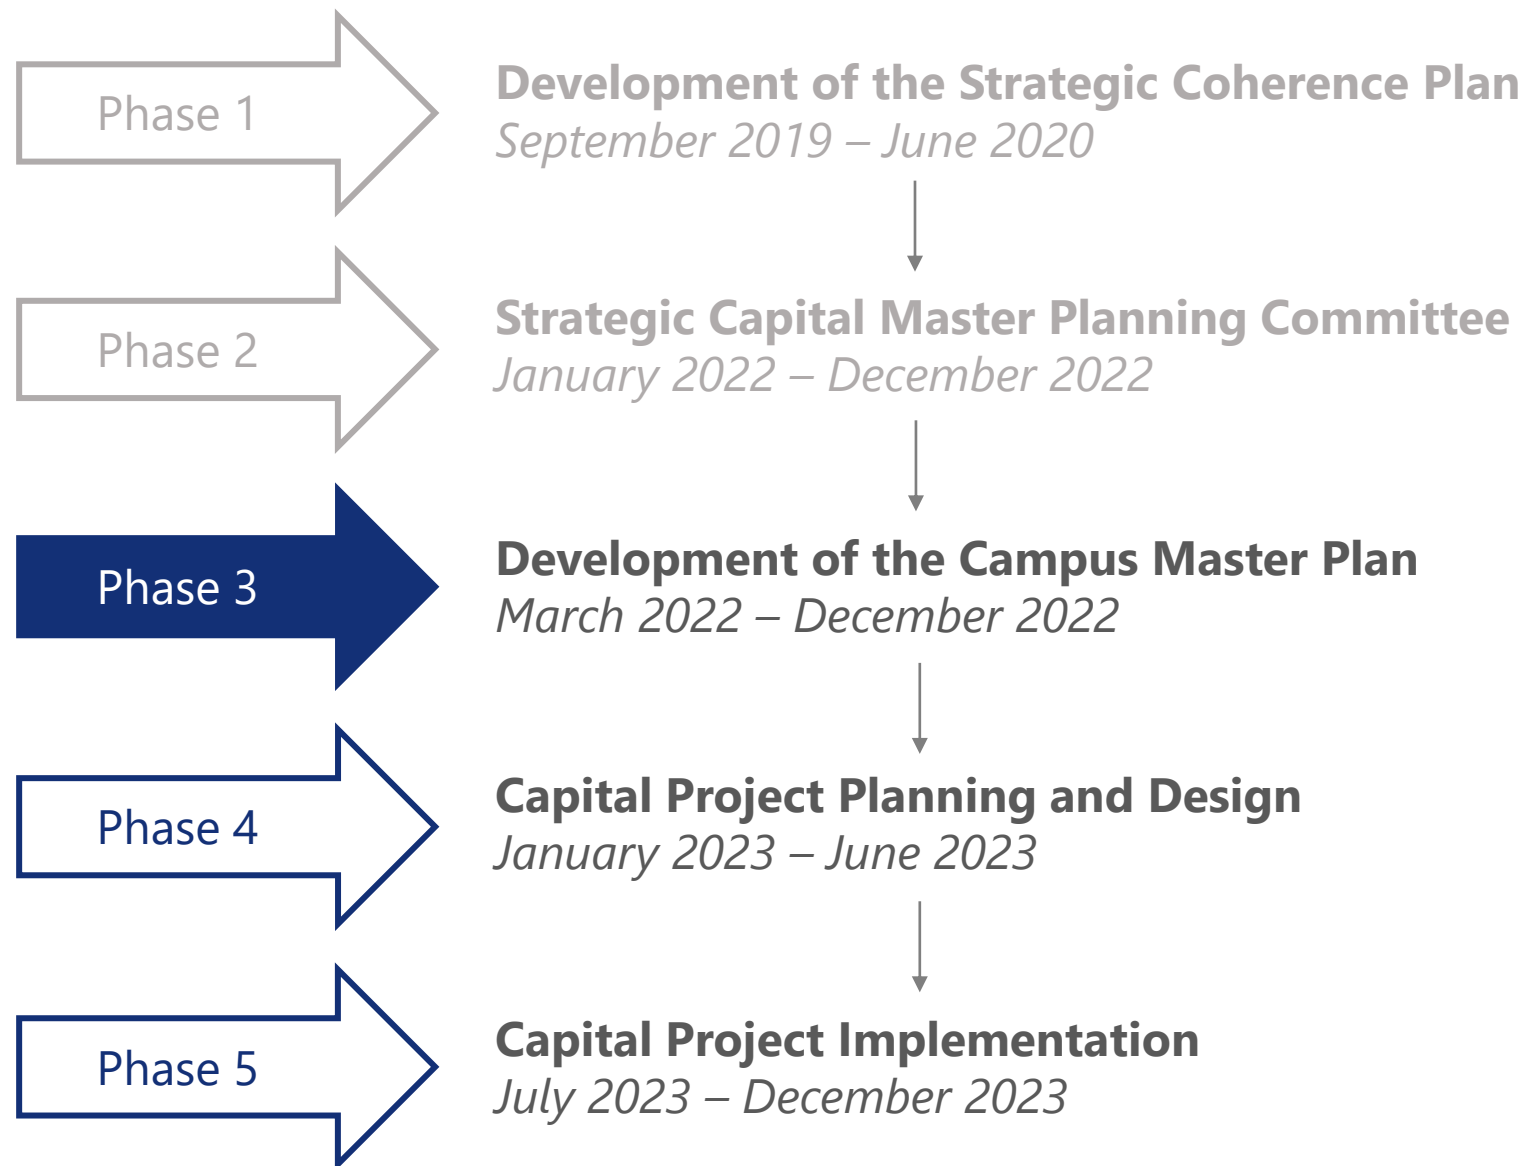 Phase 1
Development of the Strategic Coherence Plan
September 2019 – June 2020
Phase 2
Strategic Capital Master Planning Committee
January 2022 – December 2022
Phase 3
Development of the Campus Master Plan
March 2022 – December 2022
Phase 4
Capital Project Planning and Design
January 2023 – June 2023
Phase 5
Capital Project Implementation
July 2023 – December 2023